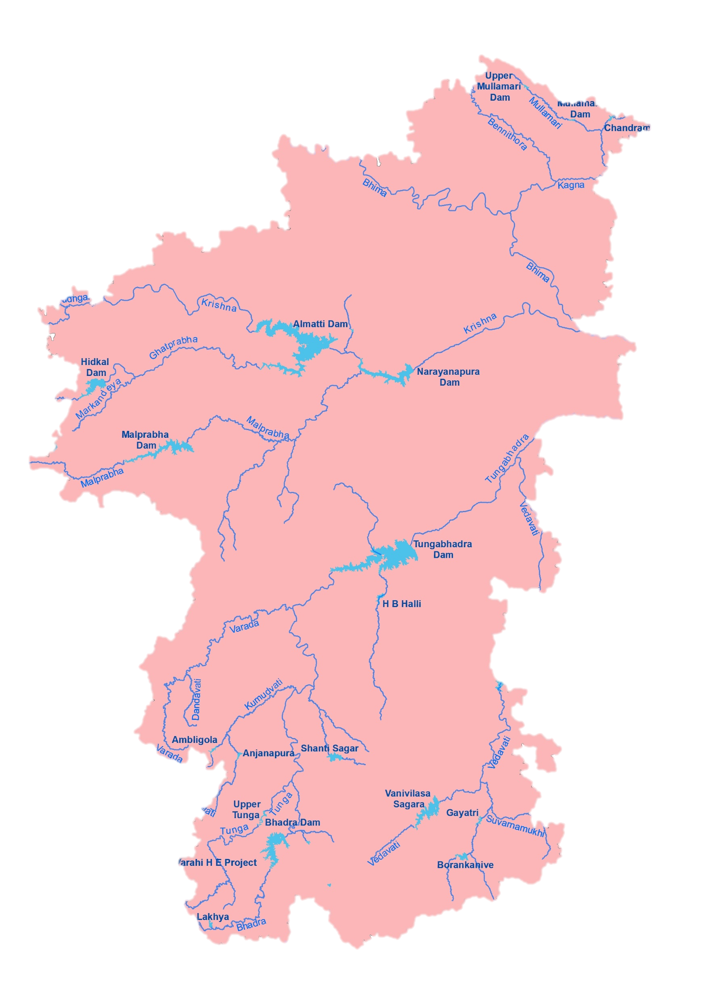 Upper
Mullamari
Dam
Mullamari
Dam
Chandram
Bennithora
Kagna
Bhima
Bhima
Krishna
Almatti Dam
Krishna
Ghatprabha
Hidkal
Dam
Markandeya
Narayanapura
Dam
Malprabha
Malprabha
Dam
Malprabha
Tungabhadra
Vedavati
Tungabhadra
Dam
H B Halli
Varada
Dandavati
Kumudvati
Ambligola
Varada
Anjanapura
Shanti Sagar
Vedavati
Upper
Tunga
Tunga
Tunga
Bhadra Dam
Vanivilasa
Sagara
Gayatri
Suvarnamukhi
Vedavati
arahi H E Project
Borankanive
Lakhya
Bhadra